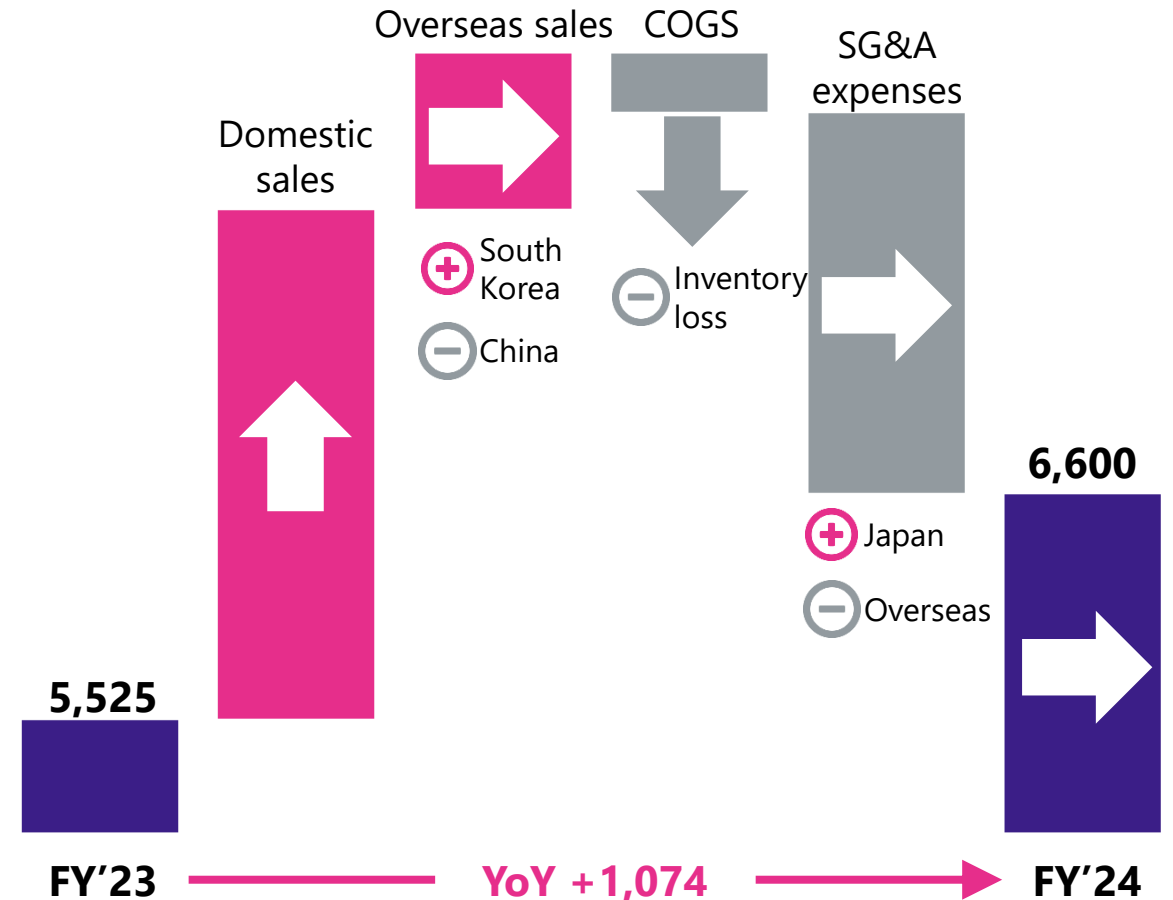 Overseas sales
COGS
SG&A
expenses
Domestic
sales
South
Korea
China
Inventory
loss
6,600
Japan
Overseas
5,525
FY’23
YoY +1,074
FY’24